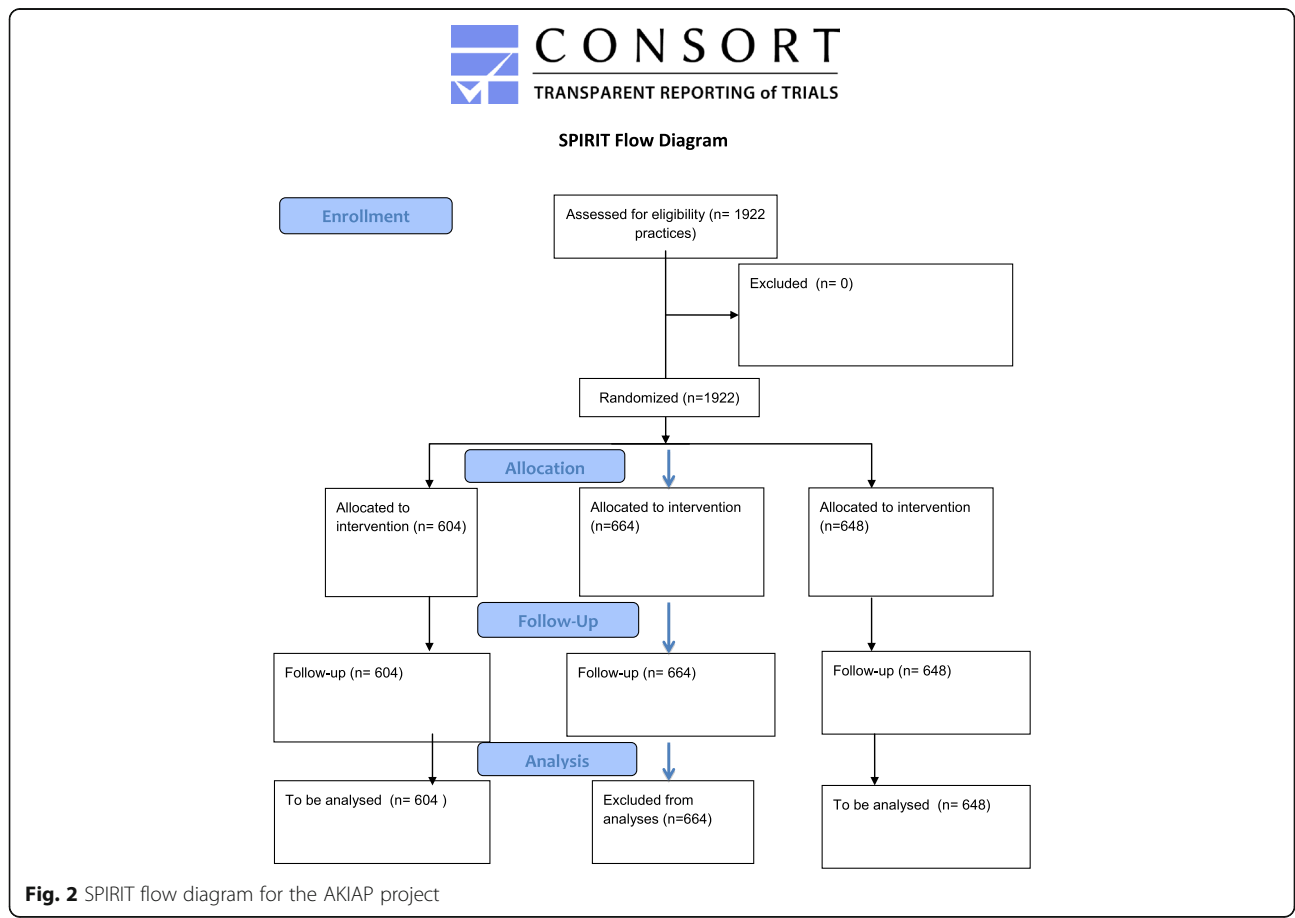 CONSORT
TRANSPARENT REPORTING of TRIALS
SPIRIT Flow Diagram
Enrollment
Assessed for eligibility (n= 1922
practices)
Excluded (n= 0)
Randomized (n=1922)
Allocation
Allocated to
intervention (n= 604)
Allocated to intervention
(n=664)
Allocated to intervention
(n=648)
Follow-Up
Follow-up (n= 604)
Follow-up (n= 664)
Follow-up (n= 648)
Analysis
To be analysed (n= 604 )
Excluded from
analyses (n=664)
To be analysed (n= 648)
Fig. 2 SPIRIT flow diagram for the AKIAP project